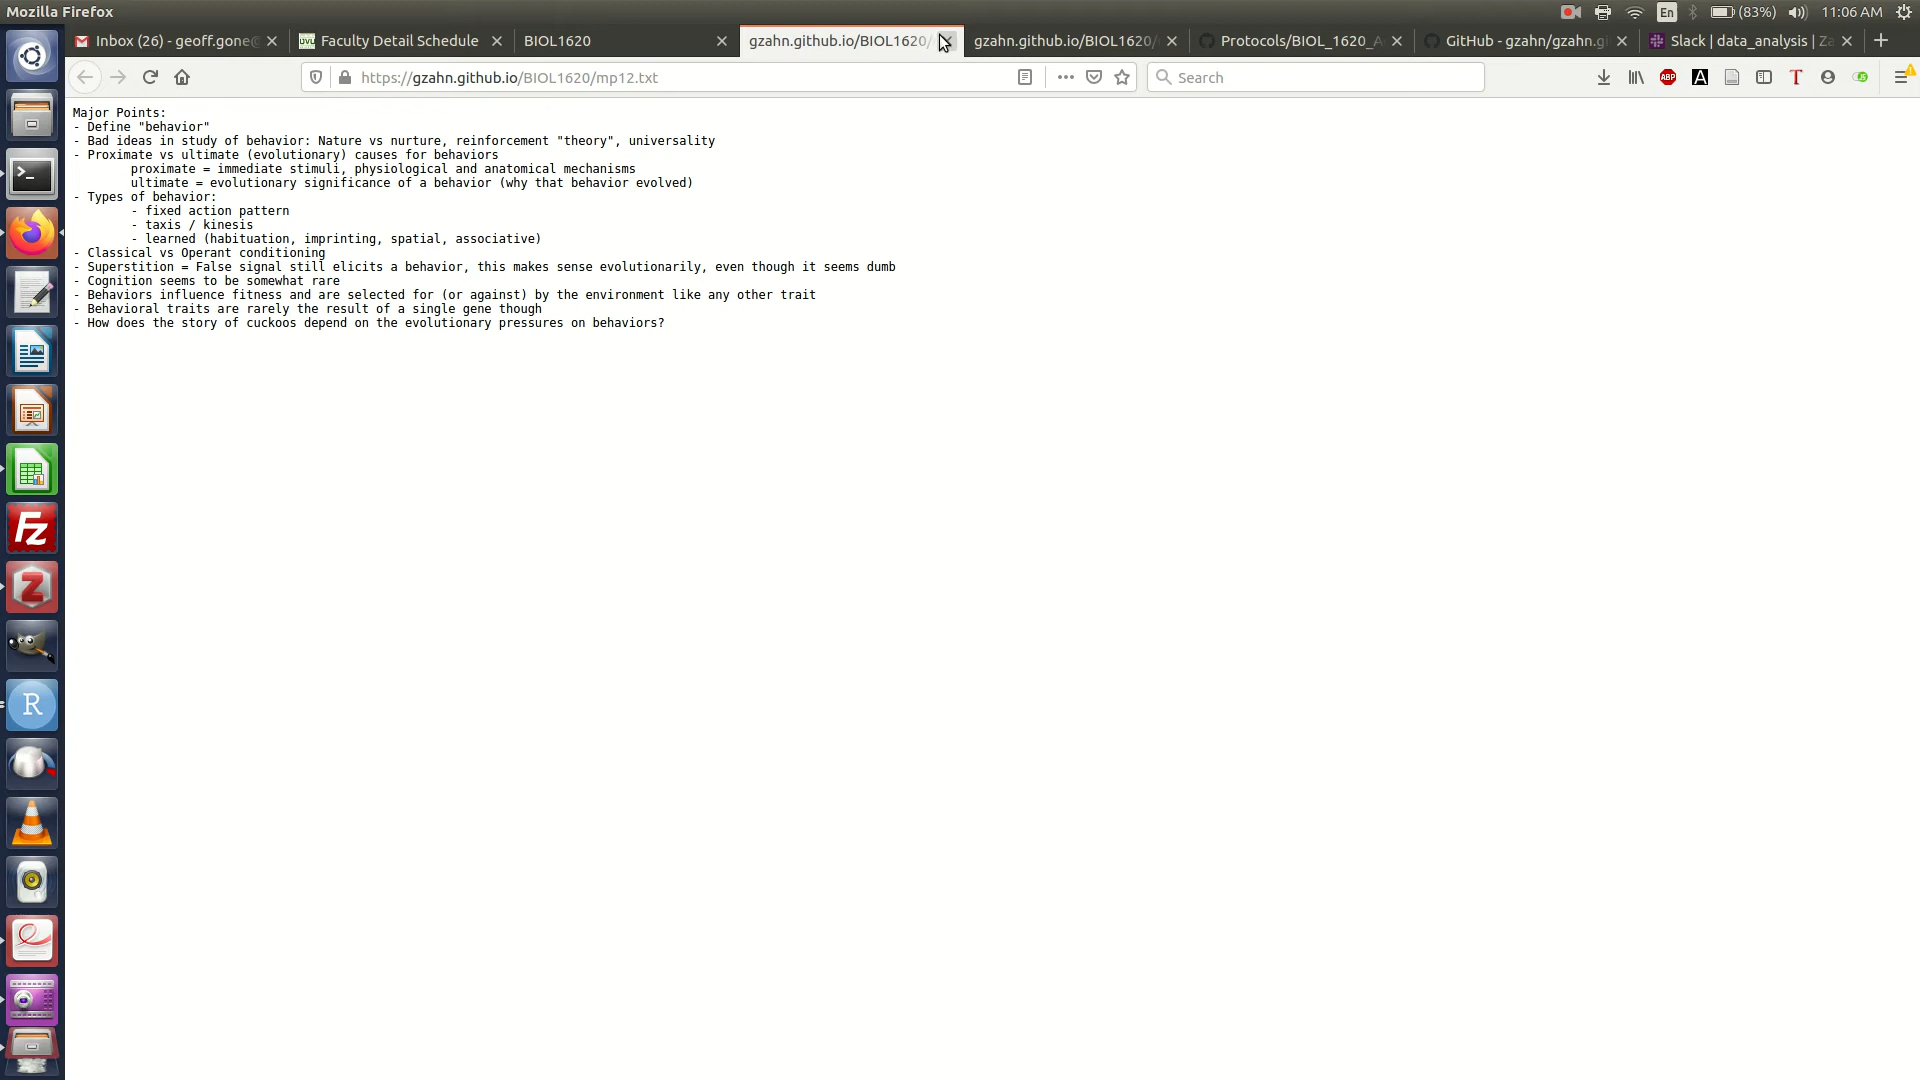 Mozilla Firefox
En
(83%)
11:06 AM
Inbox (26) - geoff.gone@
Faculty Detail Schedule
BIOL1620
gzahn.github.io/BIOL1620/
gzahn.github.io/BIOL1620/
Protocols/BIOL_1620_A
GitHub - gzahn/gzahn.gi
Slack | data_analysis | Za
https://gzahn.github.io/BIOL1620/mp12.txt
Search
ABP
A
T
Major Points:
- Define "behavior"
- Bad ideas in study of behavior: Nature vs nurture, reinforcement "theory", universality
- Proximate vs ultimate (evolutionary) causes for behaviors
proximate = immediate stimuli, physiological and anatomical mechanisms
ultimate = evolutionary significance of a behavior (why that behavior evolved)
- Types of behavior:
- fixed action pattern
- taxis / kinesis
- learned (habituation, imprinting, spatial, associative)
- Classical vs Operant conditioning
- Superstition = False signal still elicits a behavior, this makes sense evolutionarily, even though it seems dumb
- Cognition seems to be somewhat rare
- Behaviors influence fitness and are selected for (or against) by the environment like any other trait
- Behavioral traits are rarely the result of a single gene though
- How does the story of cuckoos depend on the evolutionary pressures on behaviors?
>_
Fz
Z
R